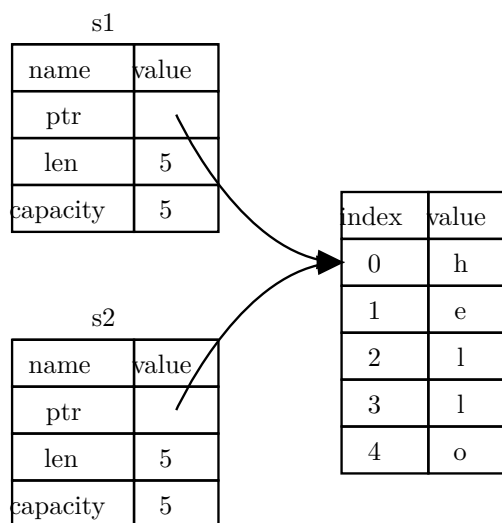 s1
name value
ptr
len 5
capacity 5
s2
name value
ptr
len 5
capacity 5
index value
0 h
1 e
2 l
3 l
4 o